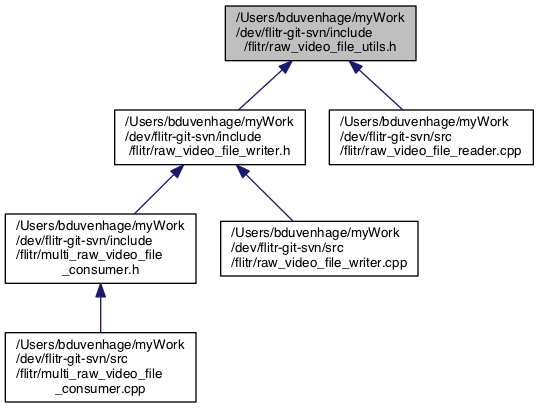 /Users/bduvenhage/myWork
/dev/flitr-git-svn/include
/flitr/raw_video_file_utils.h
/Users/bduvenhage/myWork
/dev/flitr-git-svn/include
/flitr/raw_video_file_writer.h
/Users/bduvenhage/myWork
/dev/flitr-git-svn/src
/flitr/raw_video_file_reader.cpp
/Users/bduvenhage/myWork
/dev/flitr-git-svn/include
/flitr/multi_raw_video_file
_consumer.h
/Users/bduvenhage/myWork
/dev/flitr-git-svn/src
/flitr/raw_video_file_writer.cpp
/Users/bduvenhage/myWork
/dev/flitr-git-svn/src
/flitr/multi_raw_video_file
_consumer.cpp